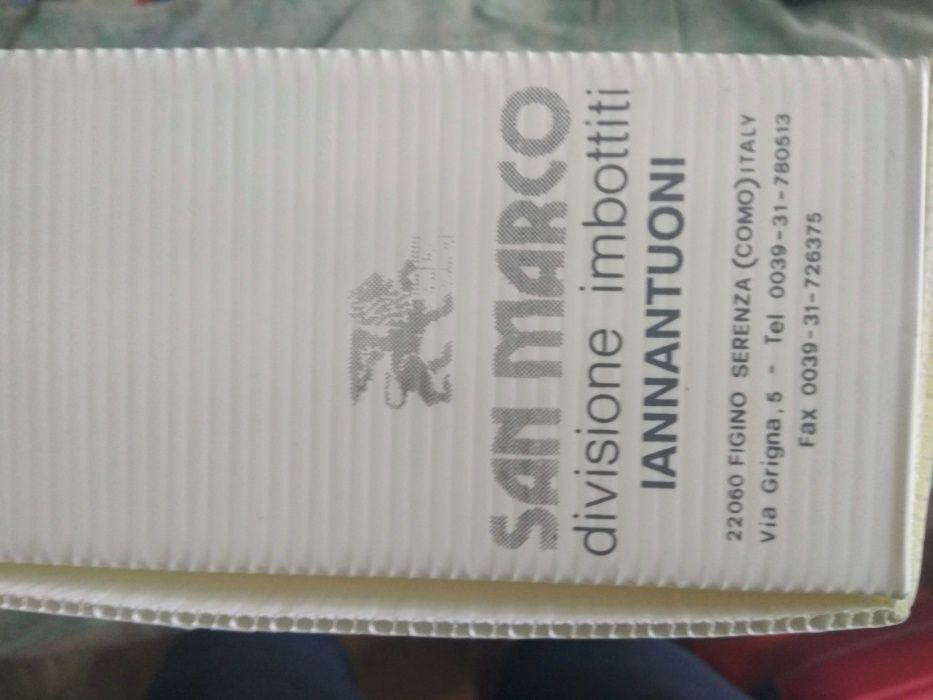 SAN MARCO
divisione imbottiti
IANNANTUONI
22060 FIGINO SERENZA (COMO) ITALY
Via Grigna, 5 - Tel 0039-31-780513
Fax 0039-31-726375